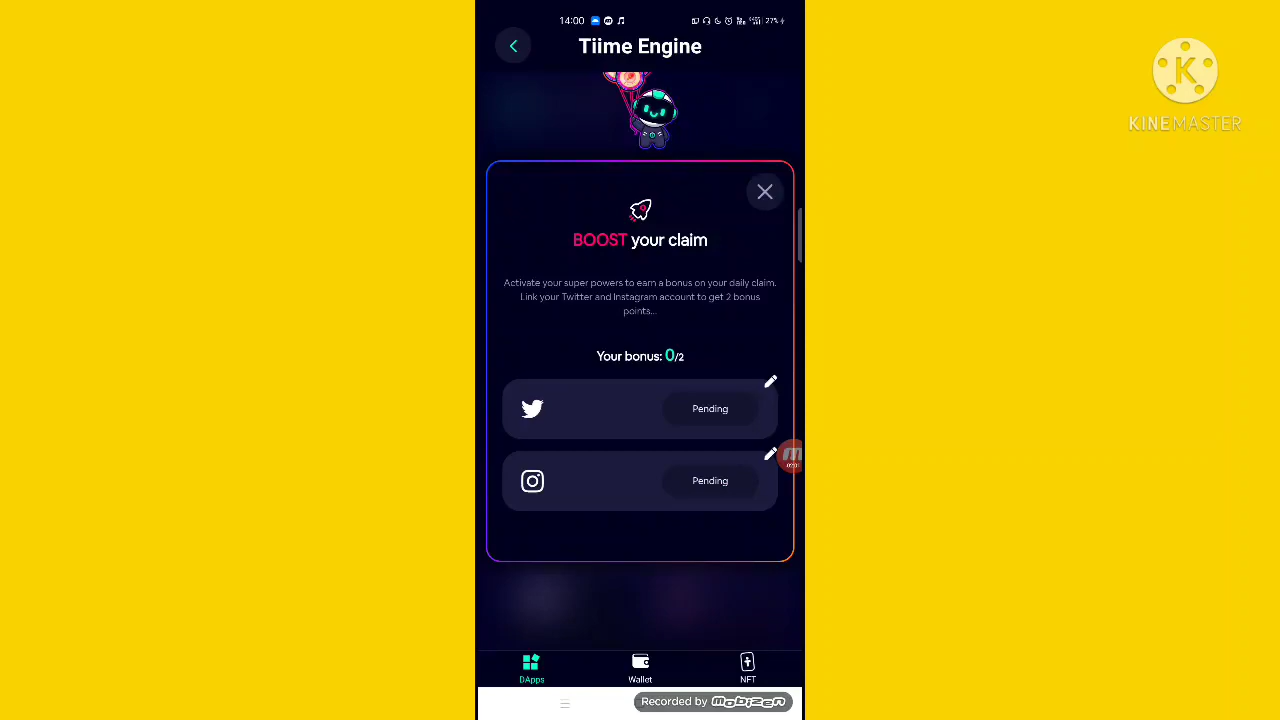 14:00
27%
Tiime Engine
K
KINEMASTER
BOOST your claim
Activate your super powers to earn a bonus on your daily claim.
Link your Twitter and Instagram account to get 2 bonus
points...
Your bonus: 0/2
Pending
Pending
DApps
Wallet
NFT
Recorded by mobizen